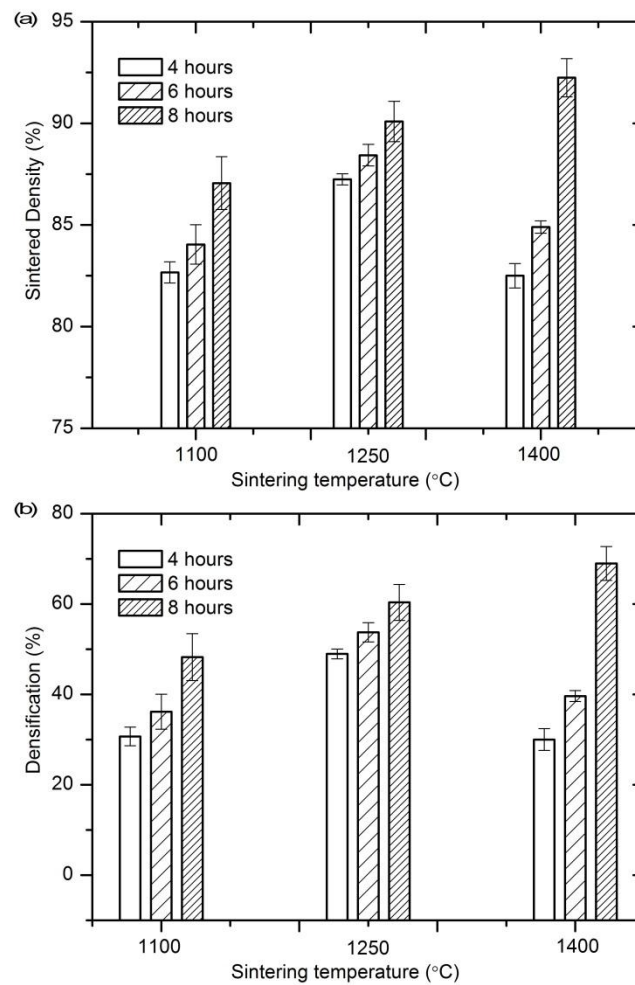 (a)
95
90
85
80
75
Sintered Density (%)
4 hours
6 hours
8 hours
1100 1250 1400
Sintering temperature (°C)
(b)
80
60
40
20
0
Densification (%)
4 hours
6 hours
8 hours
1100 1250 1400
Sintering temperature (°C)